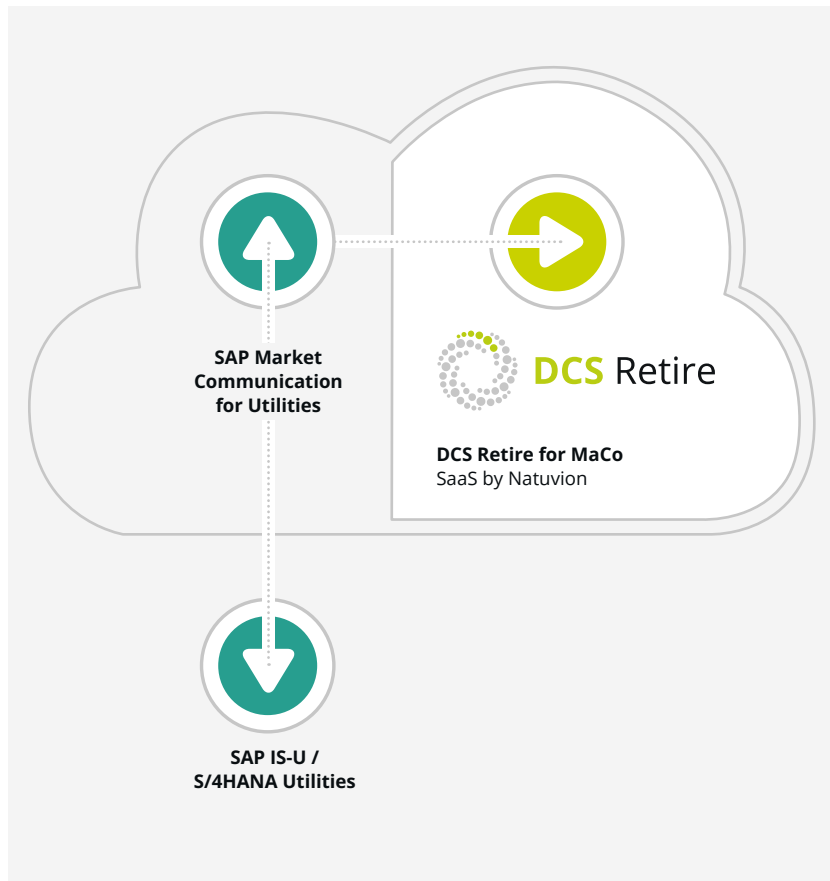 SAP Market
Communication
for Utilities
DCS Retire
DCS Retire for MaCo
SaaS by Natuvion
SAP IS-U /
S/4HANA Utilities